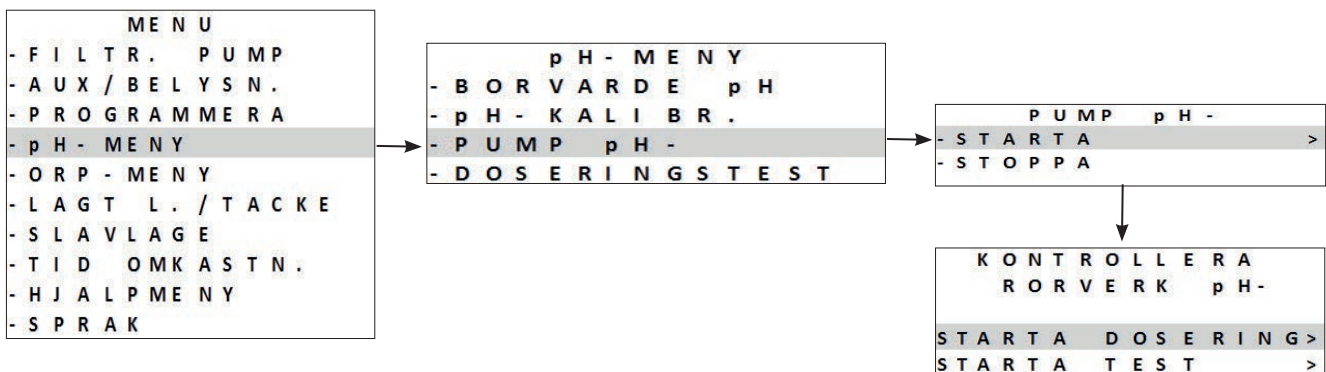 MENU
-FILTR. PUMP
-AUX/BELYSN.
-PROGRAMMERA
-pH-MENY
-ORP-MENY
-LAGT L./TACKE
-SLAVLAGE
-TID OMKASTN.
-HJALPMENY
-SPRAK
pH-MENY
-BORVARDE pH
-pH-KALIBR.
-PUMP pH-
-DOSERINGSTEST
PUMP pH-
-STARTA >
-STOPPA
KONTROLLERA
RORVERK pH-
STARTA DOSERING>
STARTA TEST >